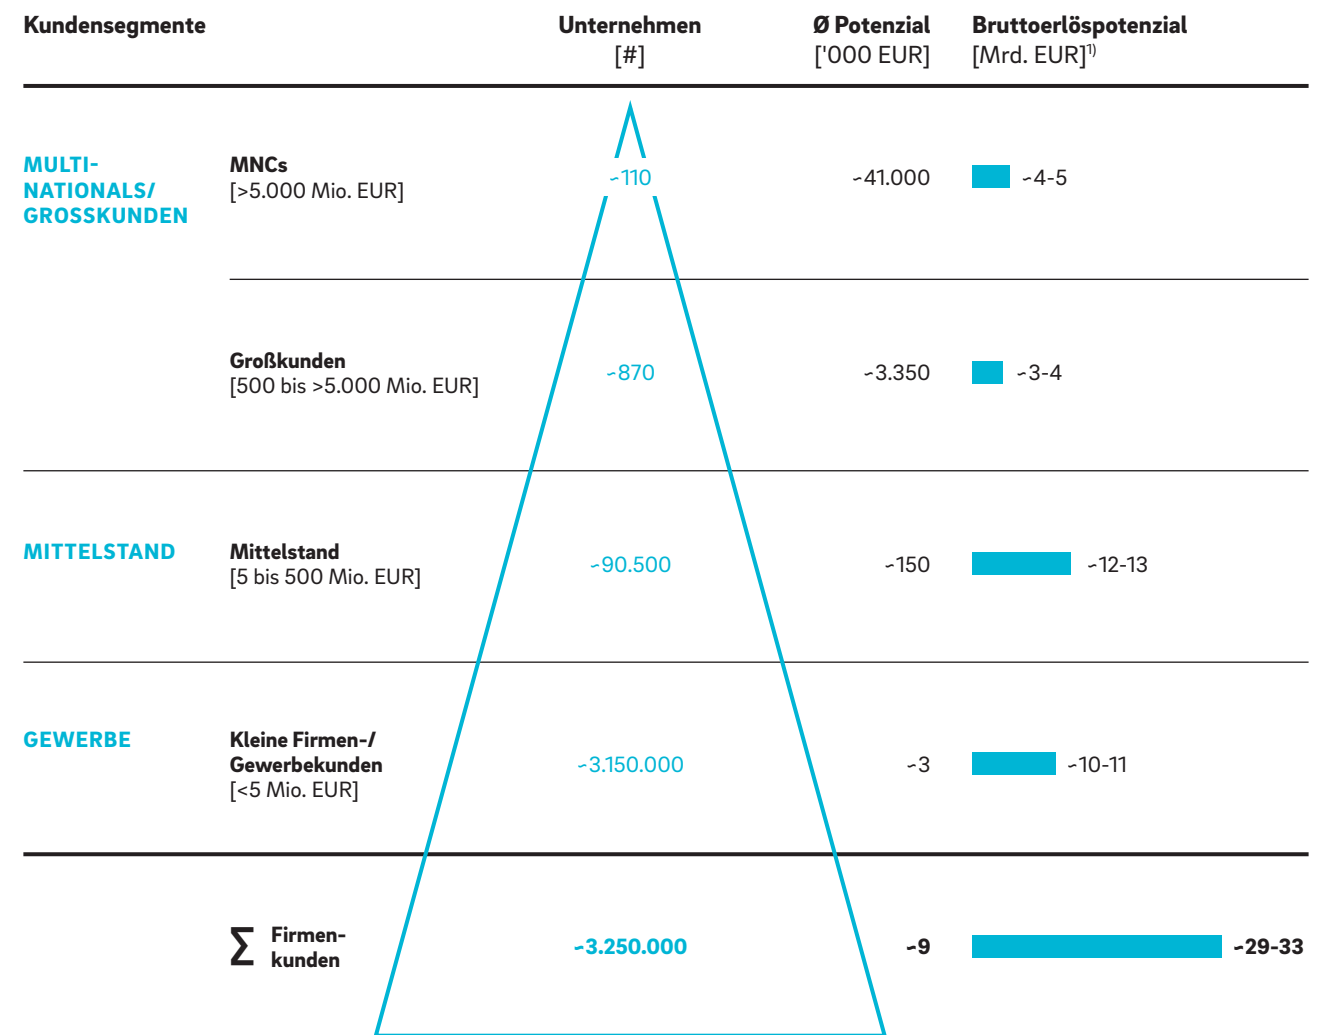 Kundensegmente Unternehmen Ø Potenzial Bruttoerlöspotenzial
[#] ['000 EUR] [Mrd. EUR]¹⁾
MULTI- MNCs
NATIONALS/ [>5.000 Mio. EUR] ~110 ~41.000 ~4-5
GROSSKUNDEN
Großkunden
[500 bis >5.000 Mio. EUR] ~870 ~3.350 ~3-4
MITTELSTAND Mittelstand
[5 bis 500 Mio. EUR] ~90.500 ~150 ~12-13
GEWERBE Kleine Firmen-/
Gewerbekunden ~3.150.000 ~3 ~10-11
[<5 Mio. EUR]
∑ Firmen-
kunden ~3.250.000 ~9 ~29-33